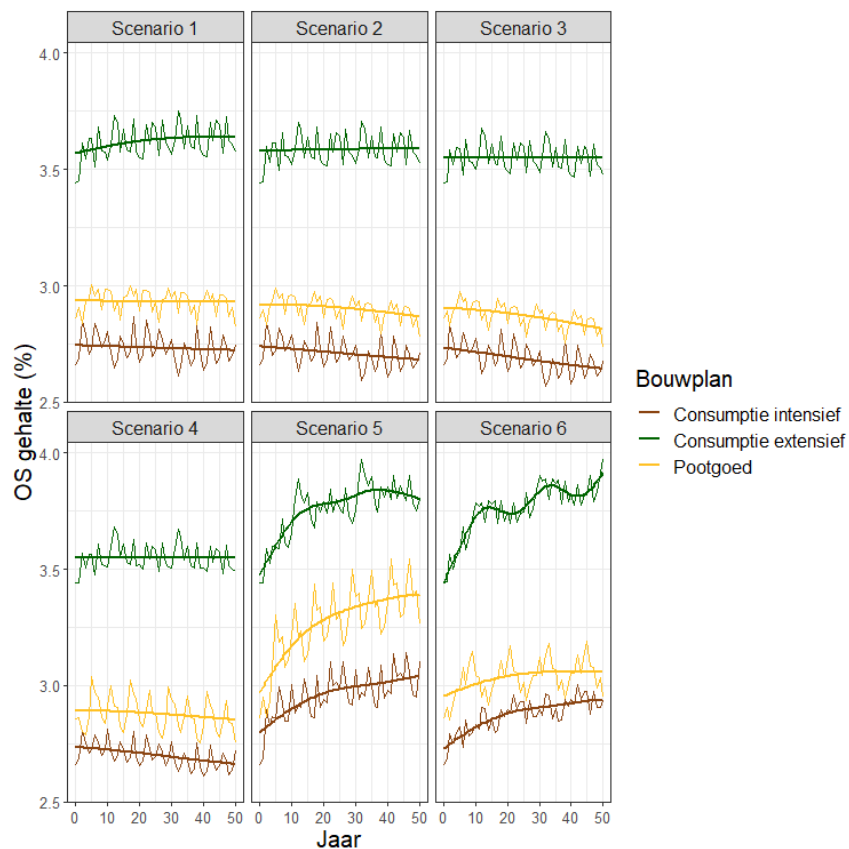 Scenario 1 Scenario 2 Scenario 3
4.0
3.5
3.0
2.5
Scenario 4 Scenario 5 Scenario 6
4.0
3.5
3.0
2.5
0 10 20 30 40 50 0 10 20 30 40 50 0 10 20 30 40 50
Jaar
OS gehalte (%)
Bouwplan
Consumptie intensief
Consumptie extensief
Pootgoed